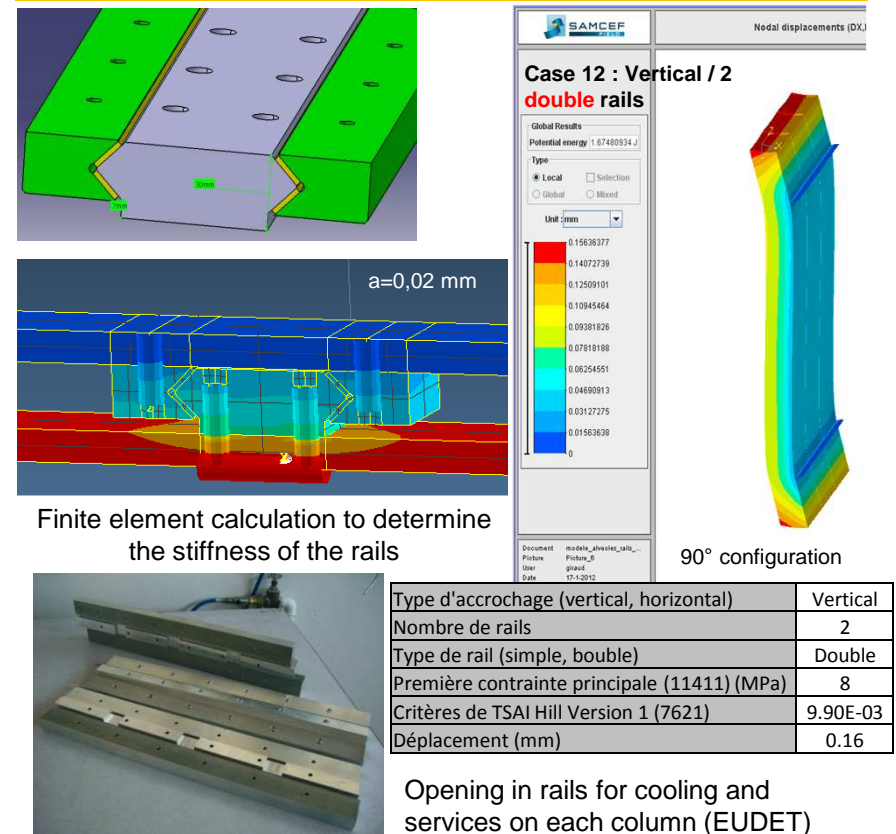 30mm
2mm
a=0,02 mm
Finite element calculation to determine
the stiffness of the rails
SAMCEF
FIELD
Nodal displacements (DX,
Case 12 : Vertical / 2
double rails
Global Results
Potential energy 1.67480934 J
Type
Local Selection
Global Mixed
Unit : mm
0.15636377
0.14072739
0.12509101
0.10945464
0.09381826
0.07818188
0.06254551
0.04690913
0.03127275
0.01563638
0
Z
X
Document modele_alveoles_rails_...
Picture Picture_6
User giraud
Date 17-1-2012
90° configuration
Type d'accrochage (vertical, horizontal) Vertical
Nombre de rails 2
Type de rail (simple, bouble) Double
Première contrainte principale (11411) (MPa) 8
Critères de TSAI Hill Version 1 (7621) 9.90E-03
Déplacement (mm) 0.16
Opening in rails for cooling and
services on each column (EUDET)